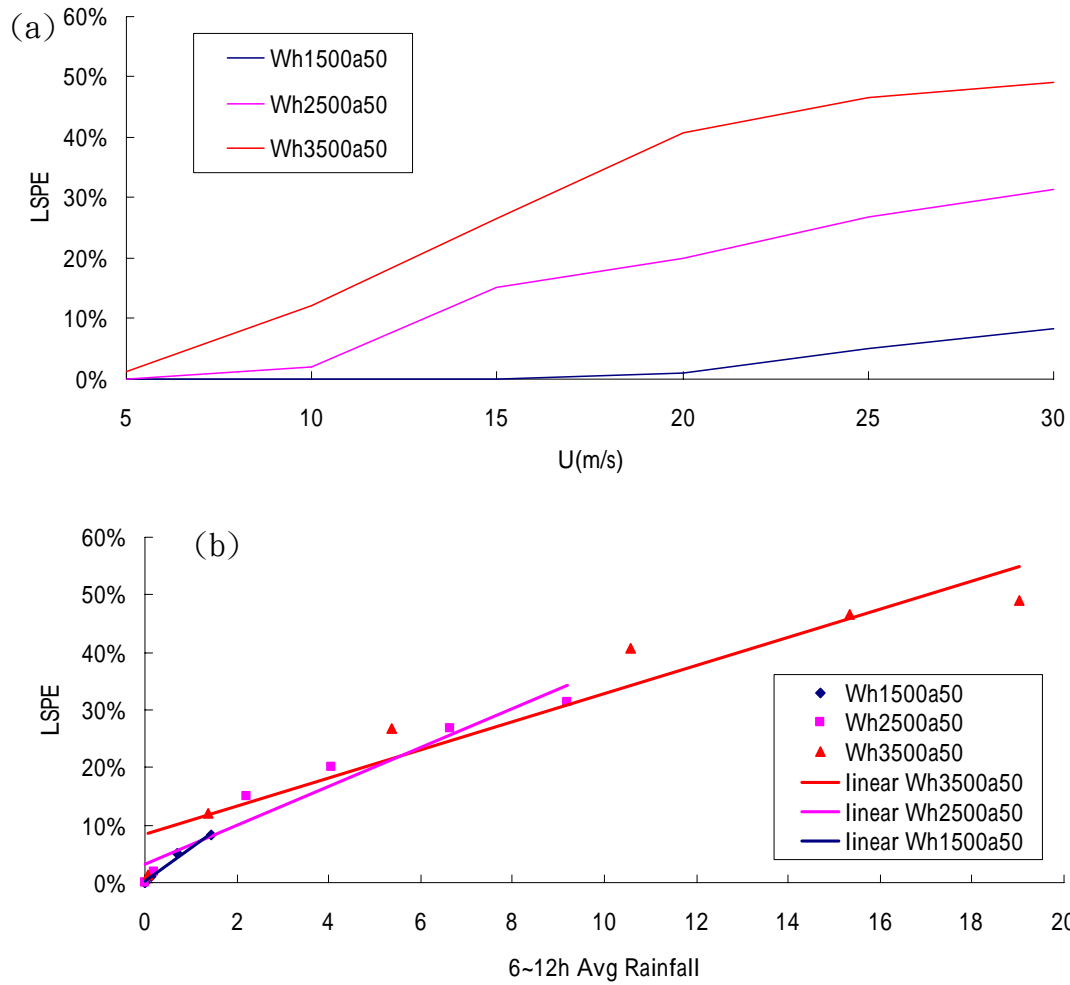 (a)
60%
50%
40%
30%
20%
10%
0%
LSPE
Wh1500a50
Wh2500a50
Wh3500a50
5 10 15 20 25 30
U(m/s)
(b)
60%
50%
40%
30%
20%
10%
0%
LSPE
Wh1500a50
Wh2500a50
Wh3500a50
linear Wh3500a50
linear Wh2500a50
linear Wh1500a50
0 2 4 6 8 10 12 14 16 18 20
6~12h Avg Rainfall